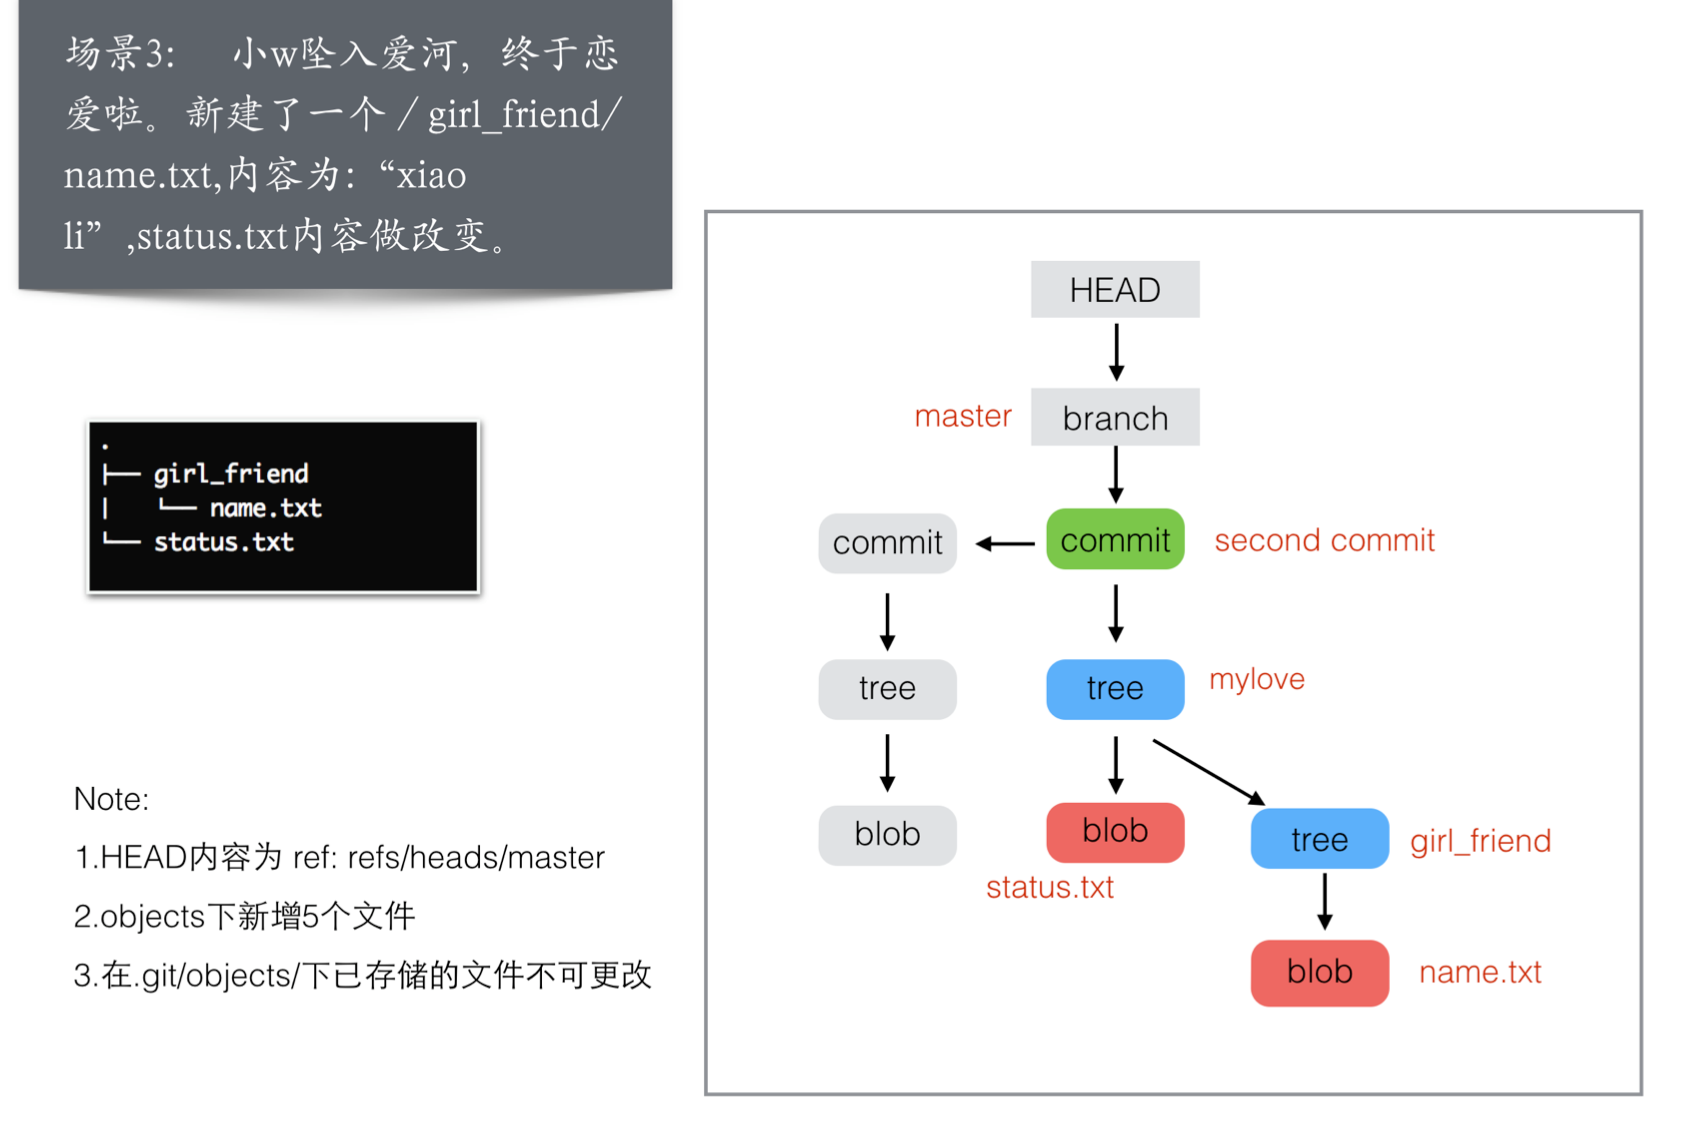 场景3: 小w坠入爱河，终于恋
爱啦。新建了一个／girl_friend/
name.txt,内容为：“xiao
li”,status.txt内容做改变。
.
├── girl_friend
|   └── name.txt
└── status.txt
Note:
1.HEAD内容为 ref: refs/heads/master
2.objects下新增5个文件
3.在.git/objects/下已存储的文件不可更改
HEAD
master
branch
commit
commit
second commit
tree
tree
mylove
blob
blob
tree
girl_friend
status.txt
blob
name.txt